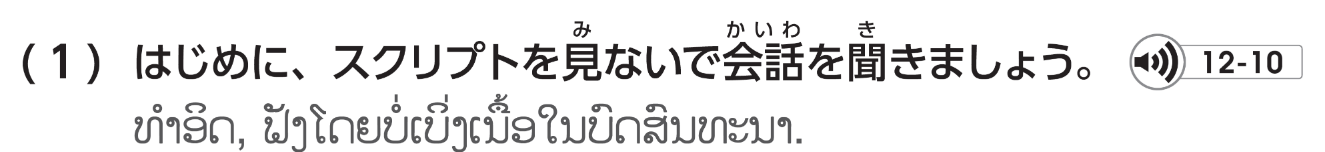 (1) はじめに、スクリプトを見ないで会話を聞きましょう。 12-10
ທຳອິດ, ຟັງໂດຍບໍ່ເບິ່ງເນື້ອໃນບົດສົນທະນາ.